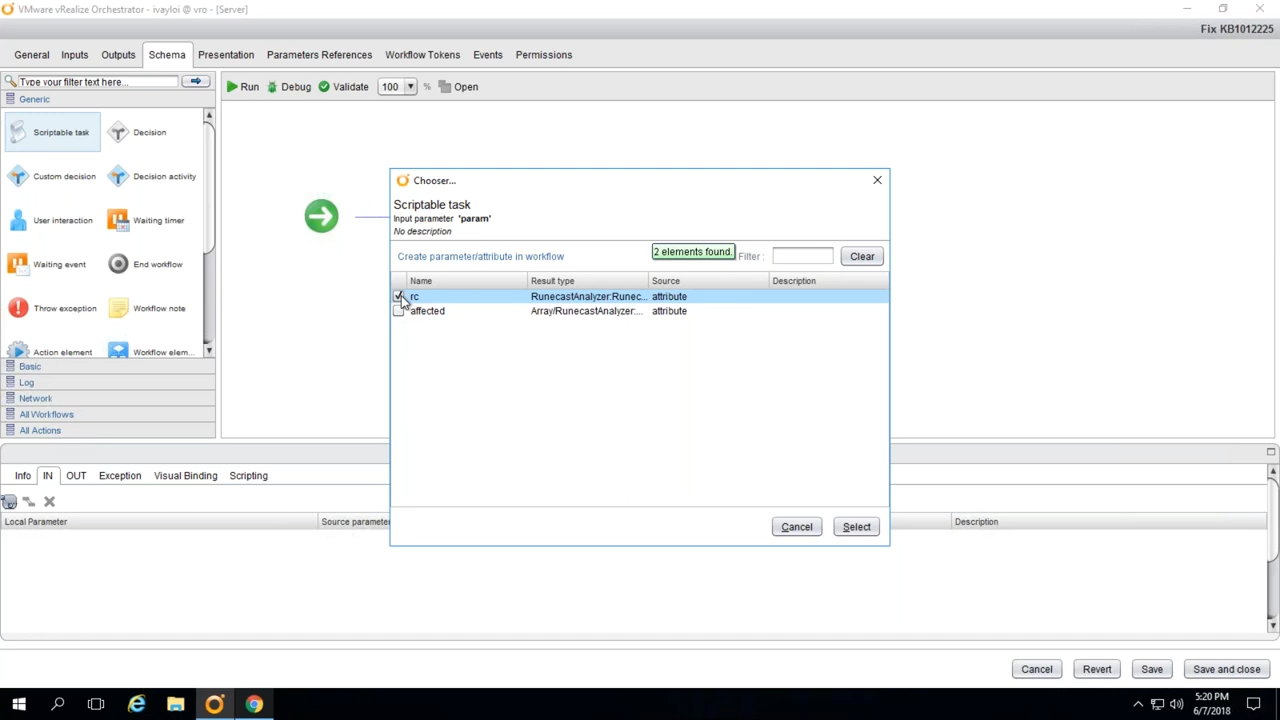 VMware vRealize Orchestrator - ivayloi @ vro - [Server]
Fix KB1012225
General Inputs Outputs Schema Presentation Parameters References Workflow Tokens Events Permissions
Type your filter text here...
Run Debug Validate 100 % Open
Generic
Scriptable task Decision
Custom decision Decision activity
User interaction Waiting timer
Waiting event End workflow
Throw exception Workflow note
Action element Workflow elem...
Basic
Log
Network
All Workflows
All Actions
Chooser...
Scriptable task
Input parameter 'param'
No description
Create parameter/attribute in workflow 2 elements found. Filter : Clear
Name Result type Source Description
rc RunecastAnalyzer:Runec... attribute
affected Array/RunecastAnalyzer:... attribute
Cancel Select
Info IN OUT Exception Visual Binding Scripting
Local Parameter Source parameter Description
Cancel Revert Save Save and close
5:20 PM
6/7/2018